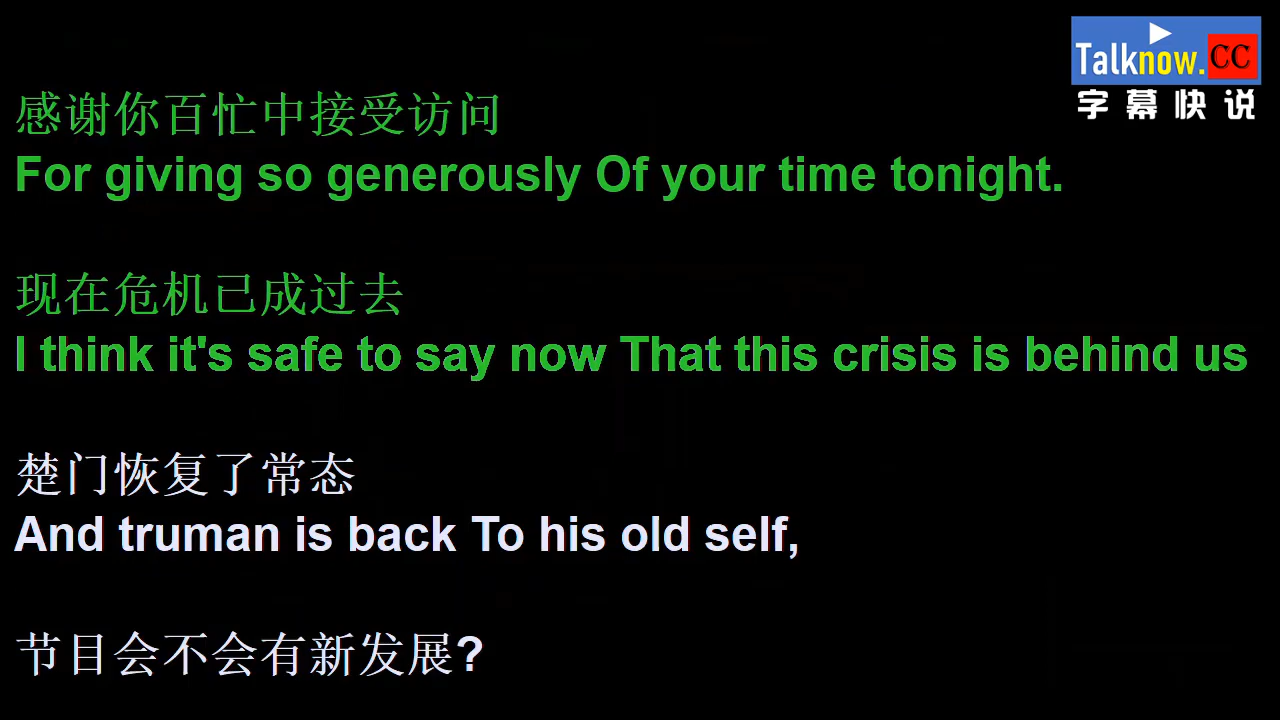 Talknow.CC
字幕快说
感谢你百忙中接受访问
For giving so generously Of your time tonight.
现在危机已成过去
I think it's safe to say now That this crisis is behind us
楚门恢复了常态
And truman is back To his old self,
节目会不会有新发展?